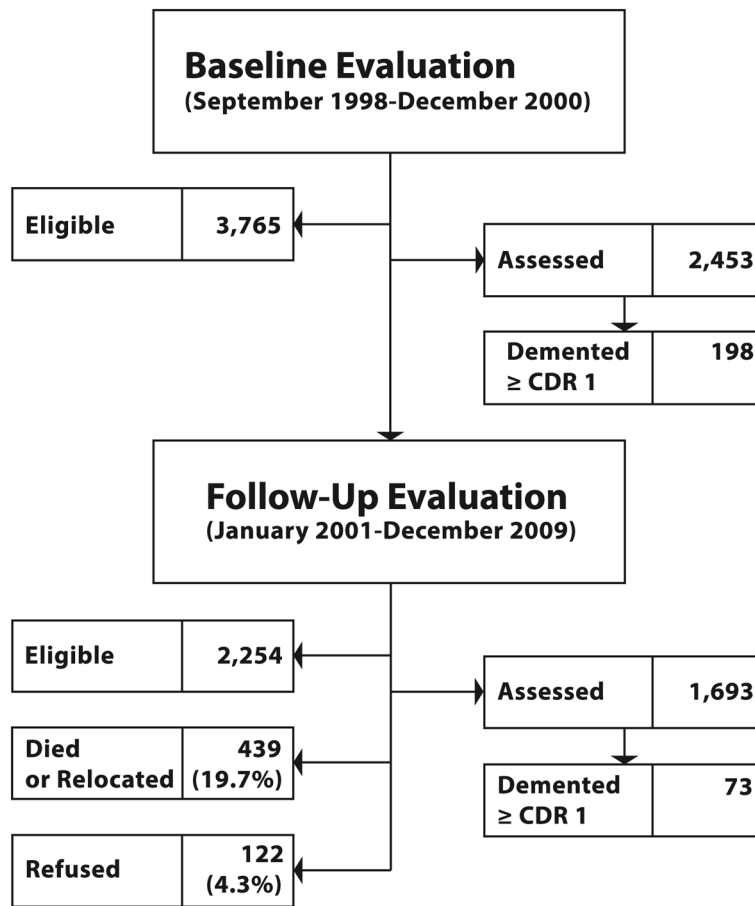 Baseline Evaluation
(September 1998-December 2000)
Eligible 3,765
Assessed 2,453
Demented 198
≥ CDR 1
Follow-Up Evaluation
(January 2001-December 2009)
Eligible 2,254
Assessed 1,693
Died 439
or Relocated (19.7%)
Demented 73
≥ CDR 1
Refused 122
(4.3%)